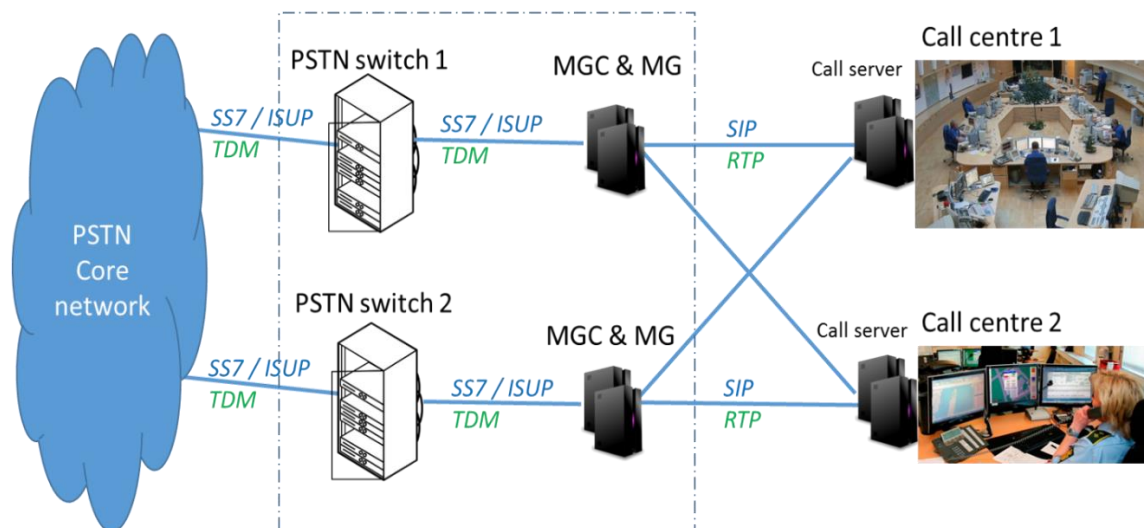 PSTN
Core
network
SS7 / ISUP
TDM
PSTN switch 1
SS7 / ISUP
TDM
MGC & MG
SIP
RTP
Call server
Call centre 1
SS7 / ISUP
TDM
PSTN switch 2
SS7 / ISUP
TDM
MGC & MG
SIP
RTP
Call server
Call centre 2